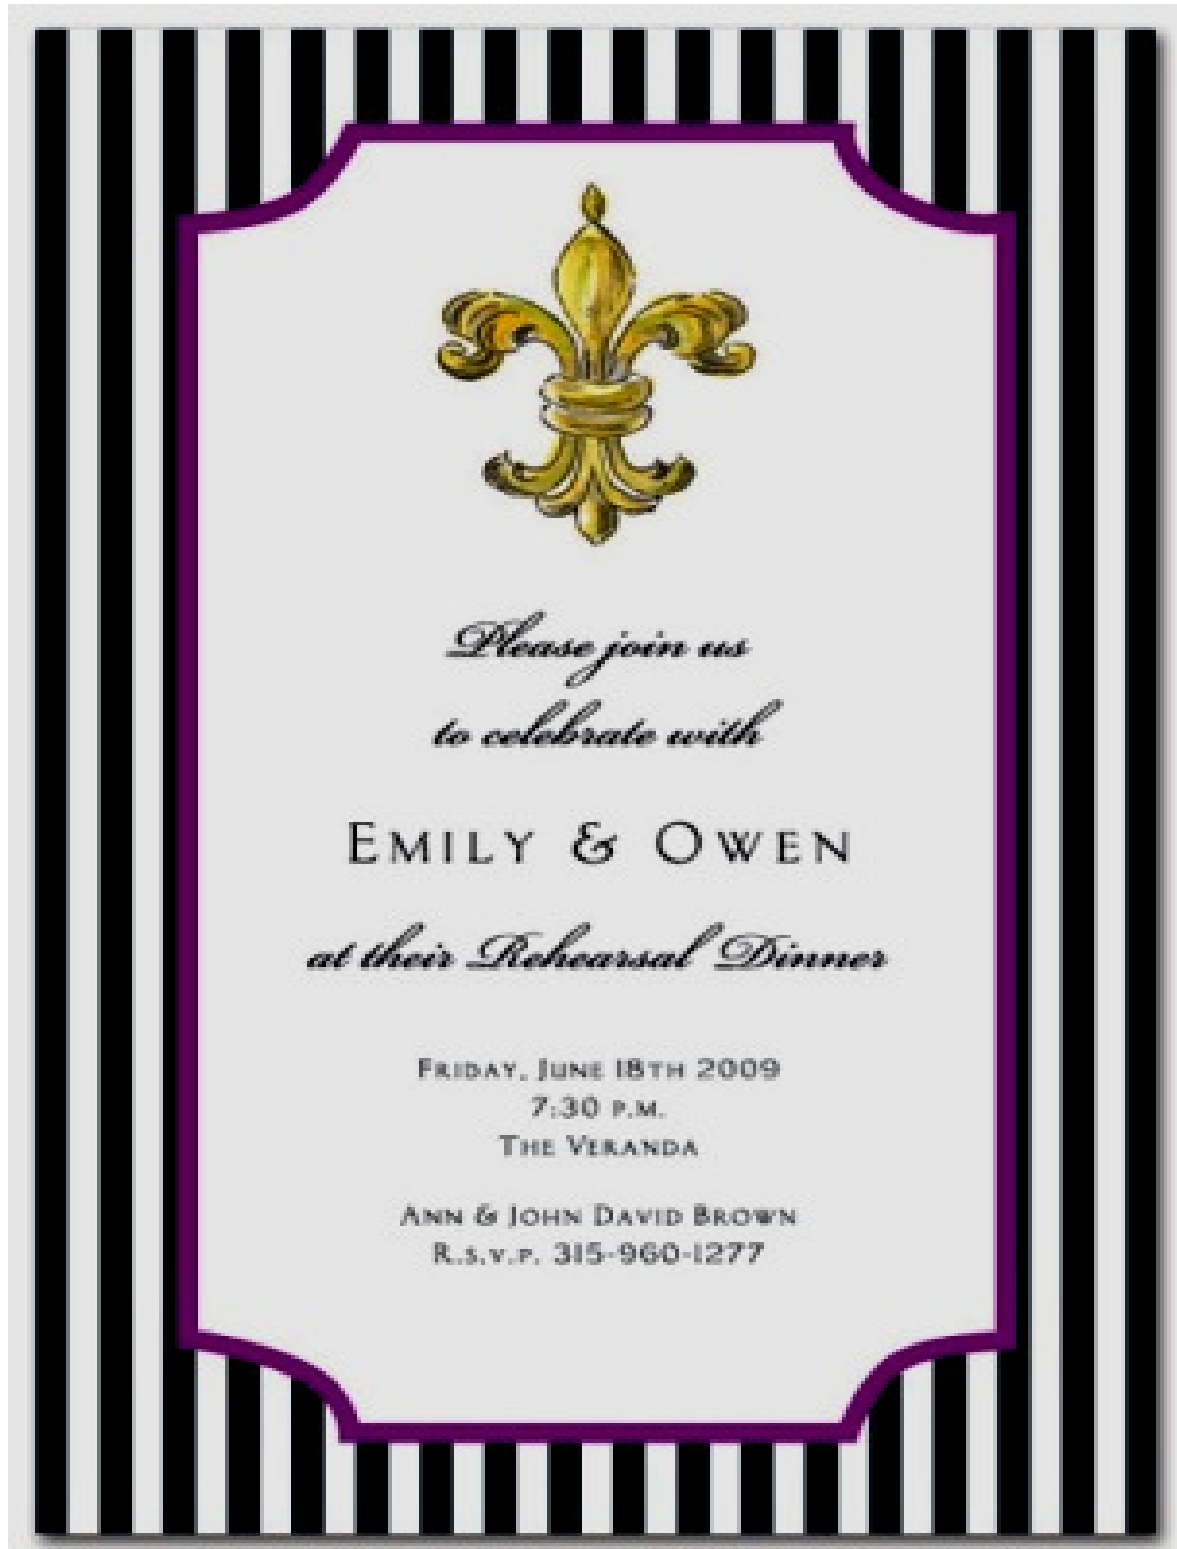 Please join us
to celebrate with
EMILY & OWEN
at their Rehearsal Dinner
FRIDAY, JUNE 18TH 2009
7:30 P.M.
THE VERANDA
ANN & JOHN DAVID BROWN
R.S.V.P. 315-960-1277